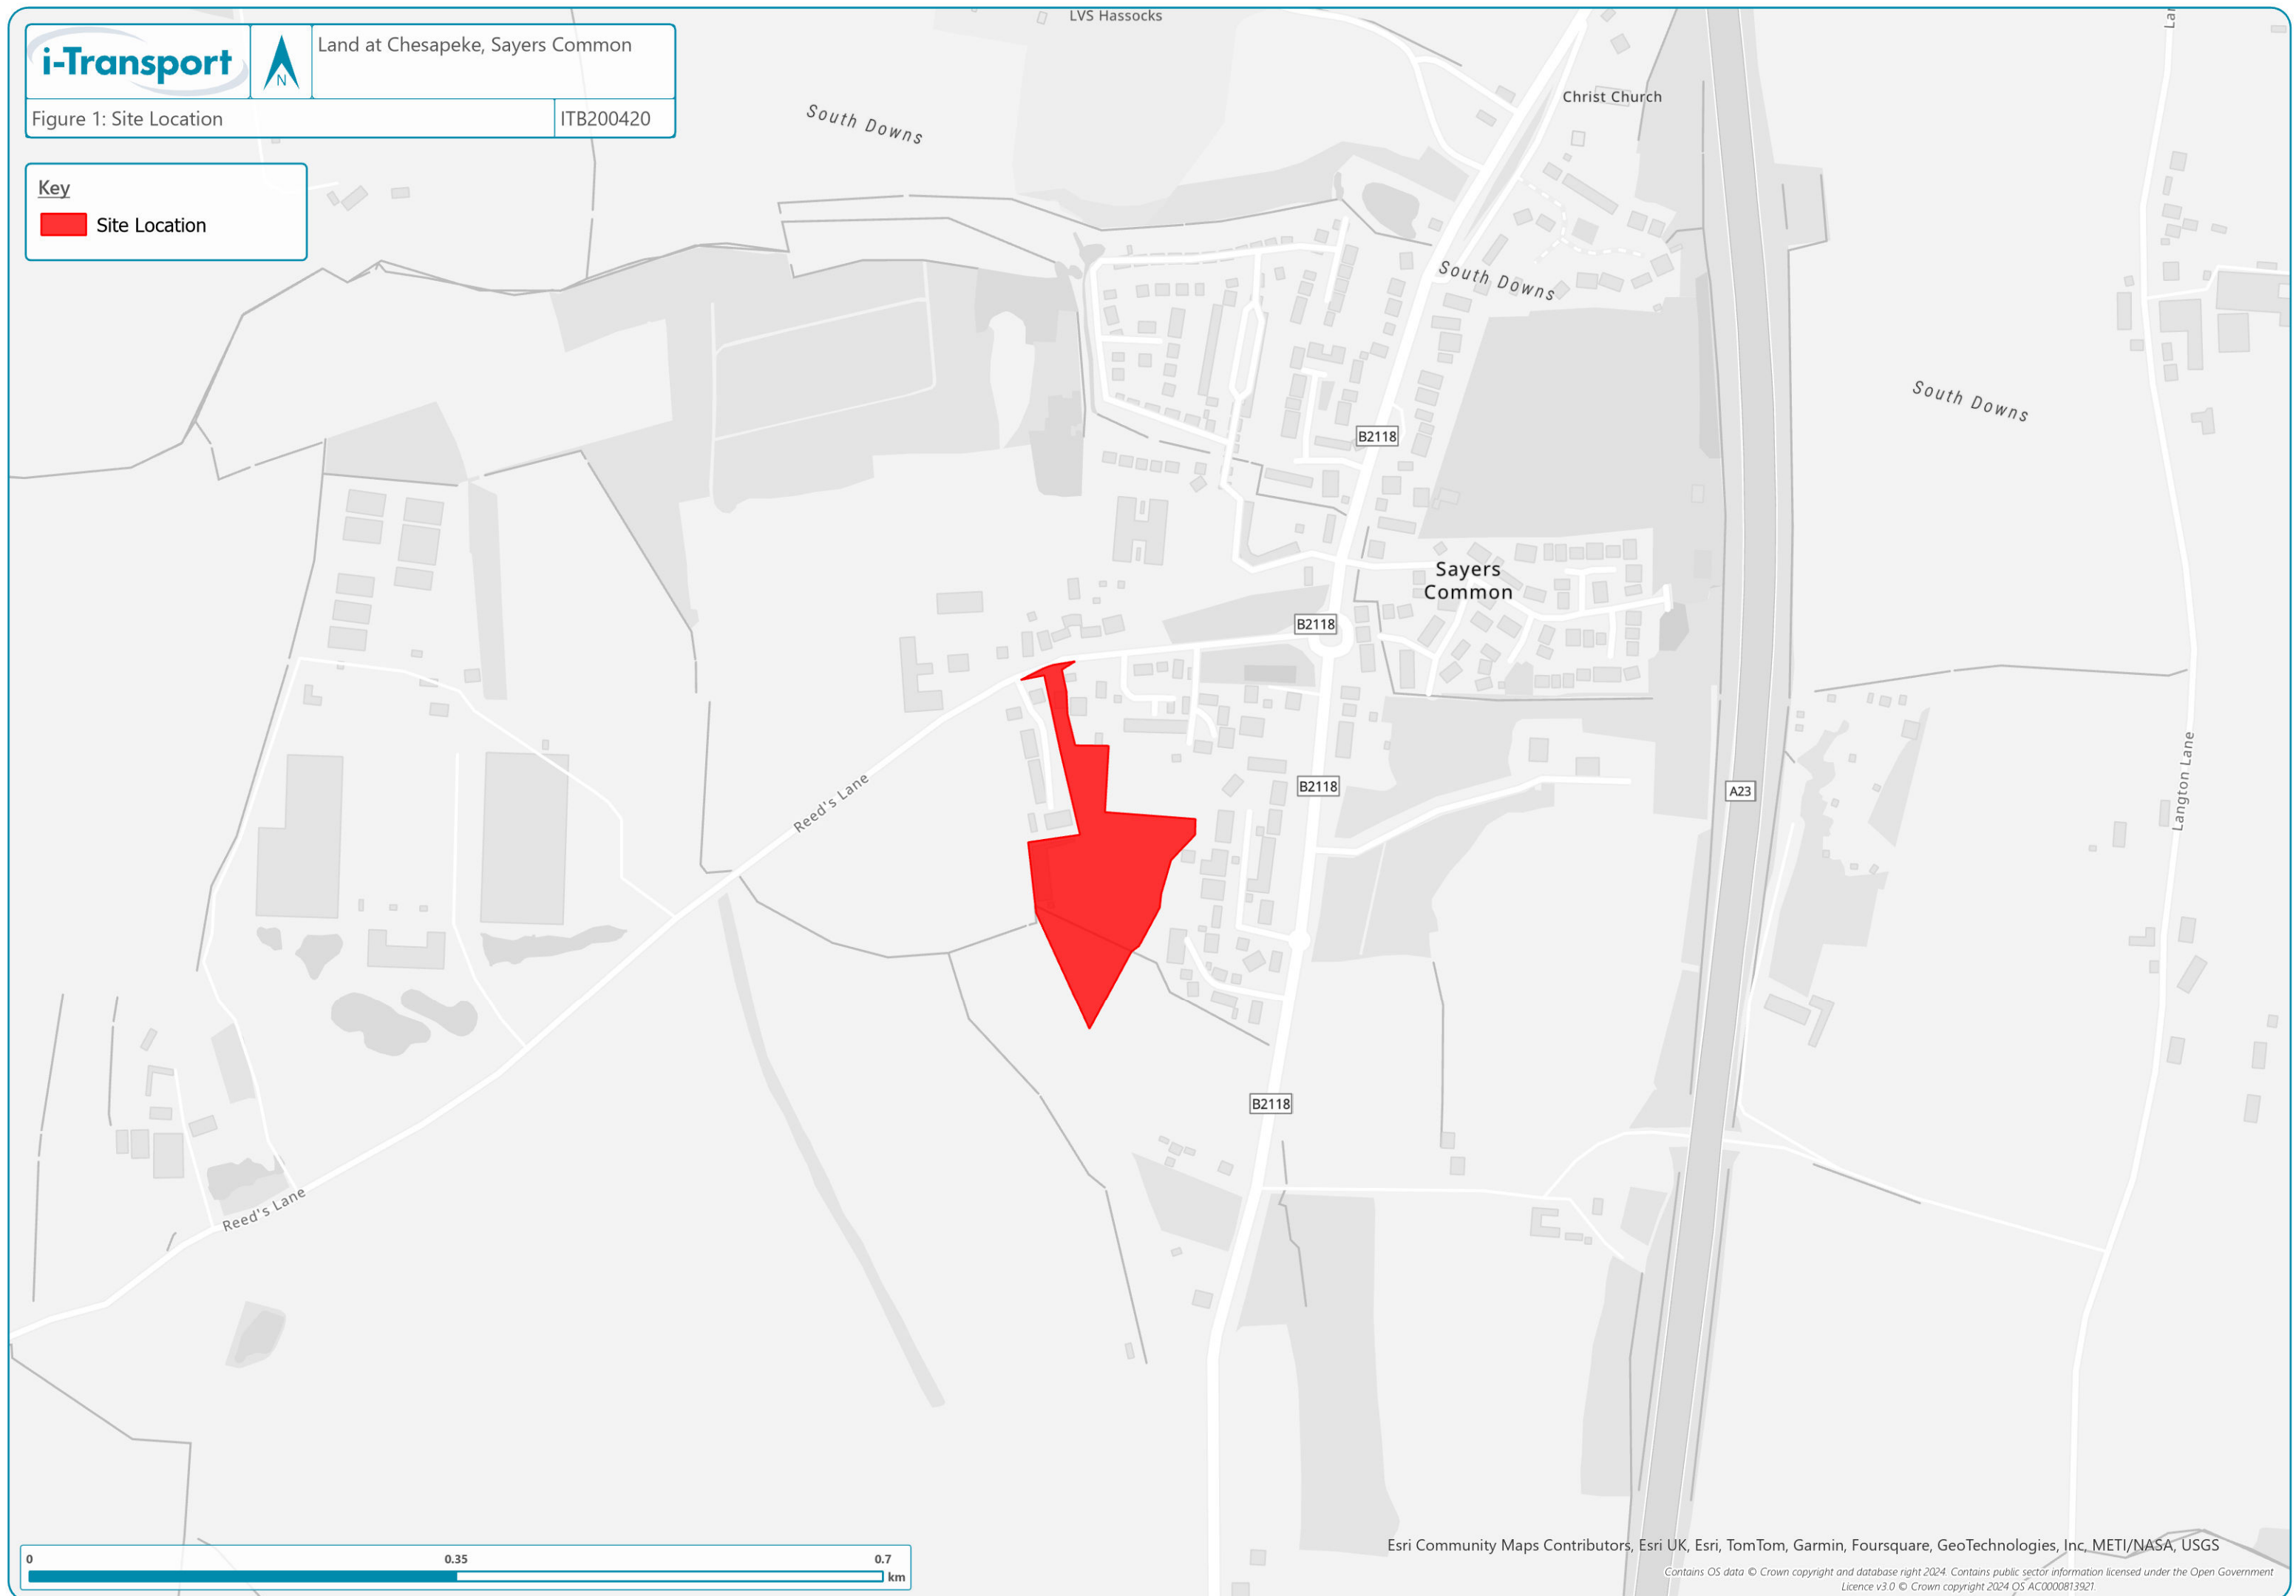 LVS Hassocks
i-Transport
N
Land at Chesapeke, Sayers Common
Figure 1: Site Location
ITB200420
Christ Church
South Downs
Key
Site Location
South Downs
South Downs
B2118
Sayers
Common
B2118
B2118
A23
Langton Lane
Reed's Lane
B2118
Reed's Lane
Esri Community Maps Contributors, Esri UK, Esri, TomTom, Garmin, Foursquare, GeoTechnologies, Inc, METI/NASA, USGS
0
0.35
0.7
km
Contains OS data © Crown copyright and database right 2024. Contains public sector information licensed under the Open Government
Licence v3.0 © Crown copyright 2024 OS AC0000813921.